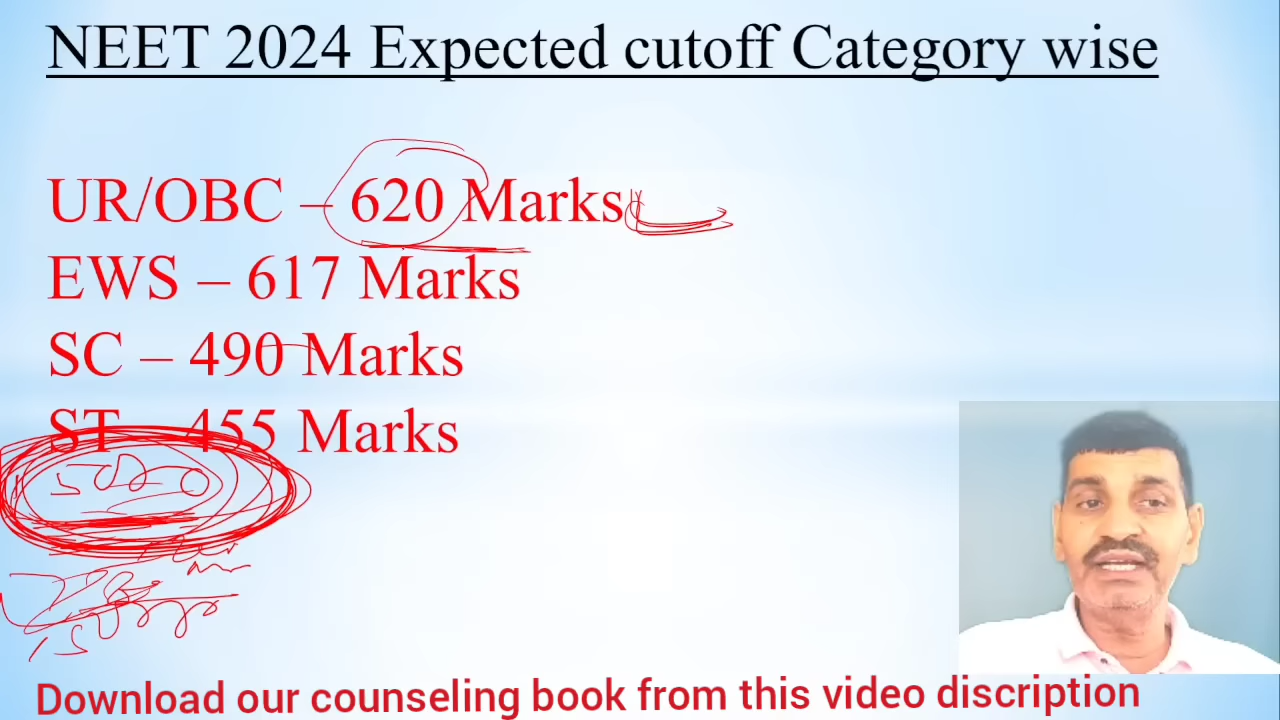 NEET 2024 Expected cutoff Category wise
UR/OBC – 620 Marks
EWS – 617 Marks
SC – 490 Marks
ST – 455 Marks
Download our counseling book from this video discription